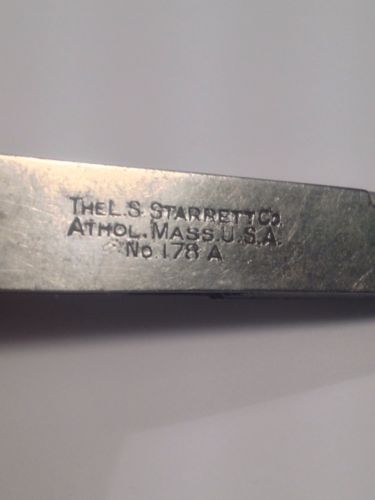 THE L.S. STARRETT CO.
ATHOL. MASS. U.S.A.
NO. 178 A